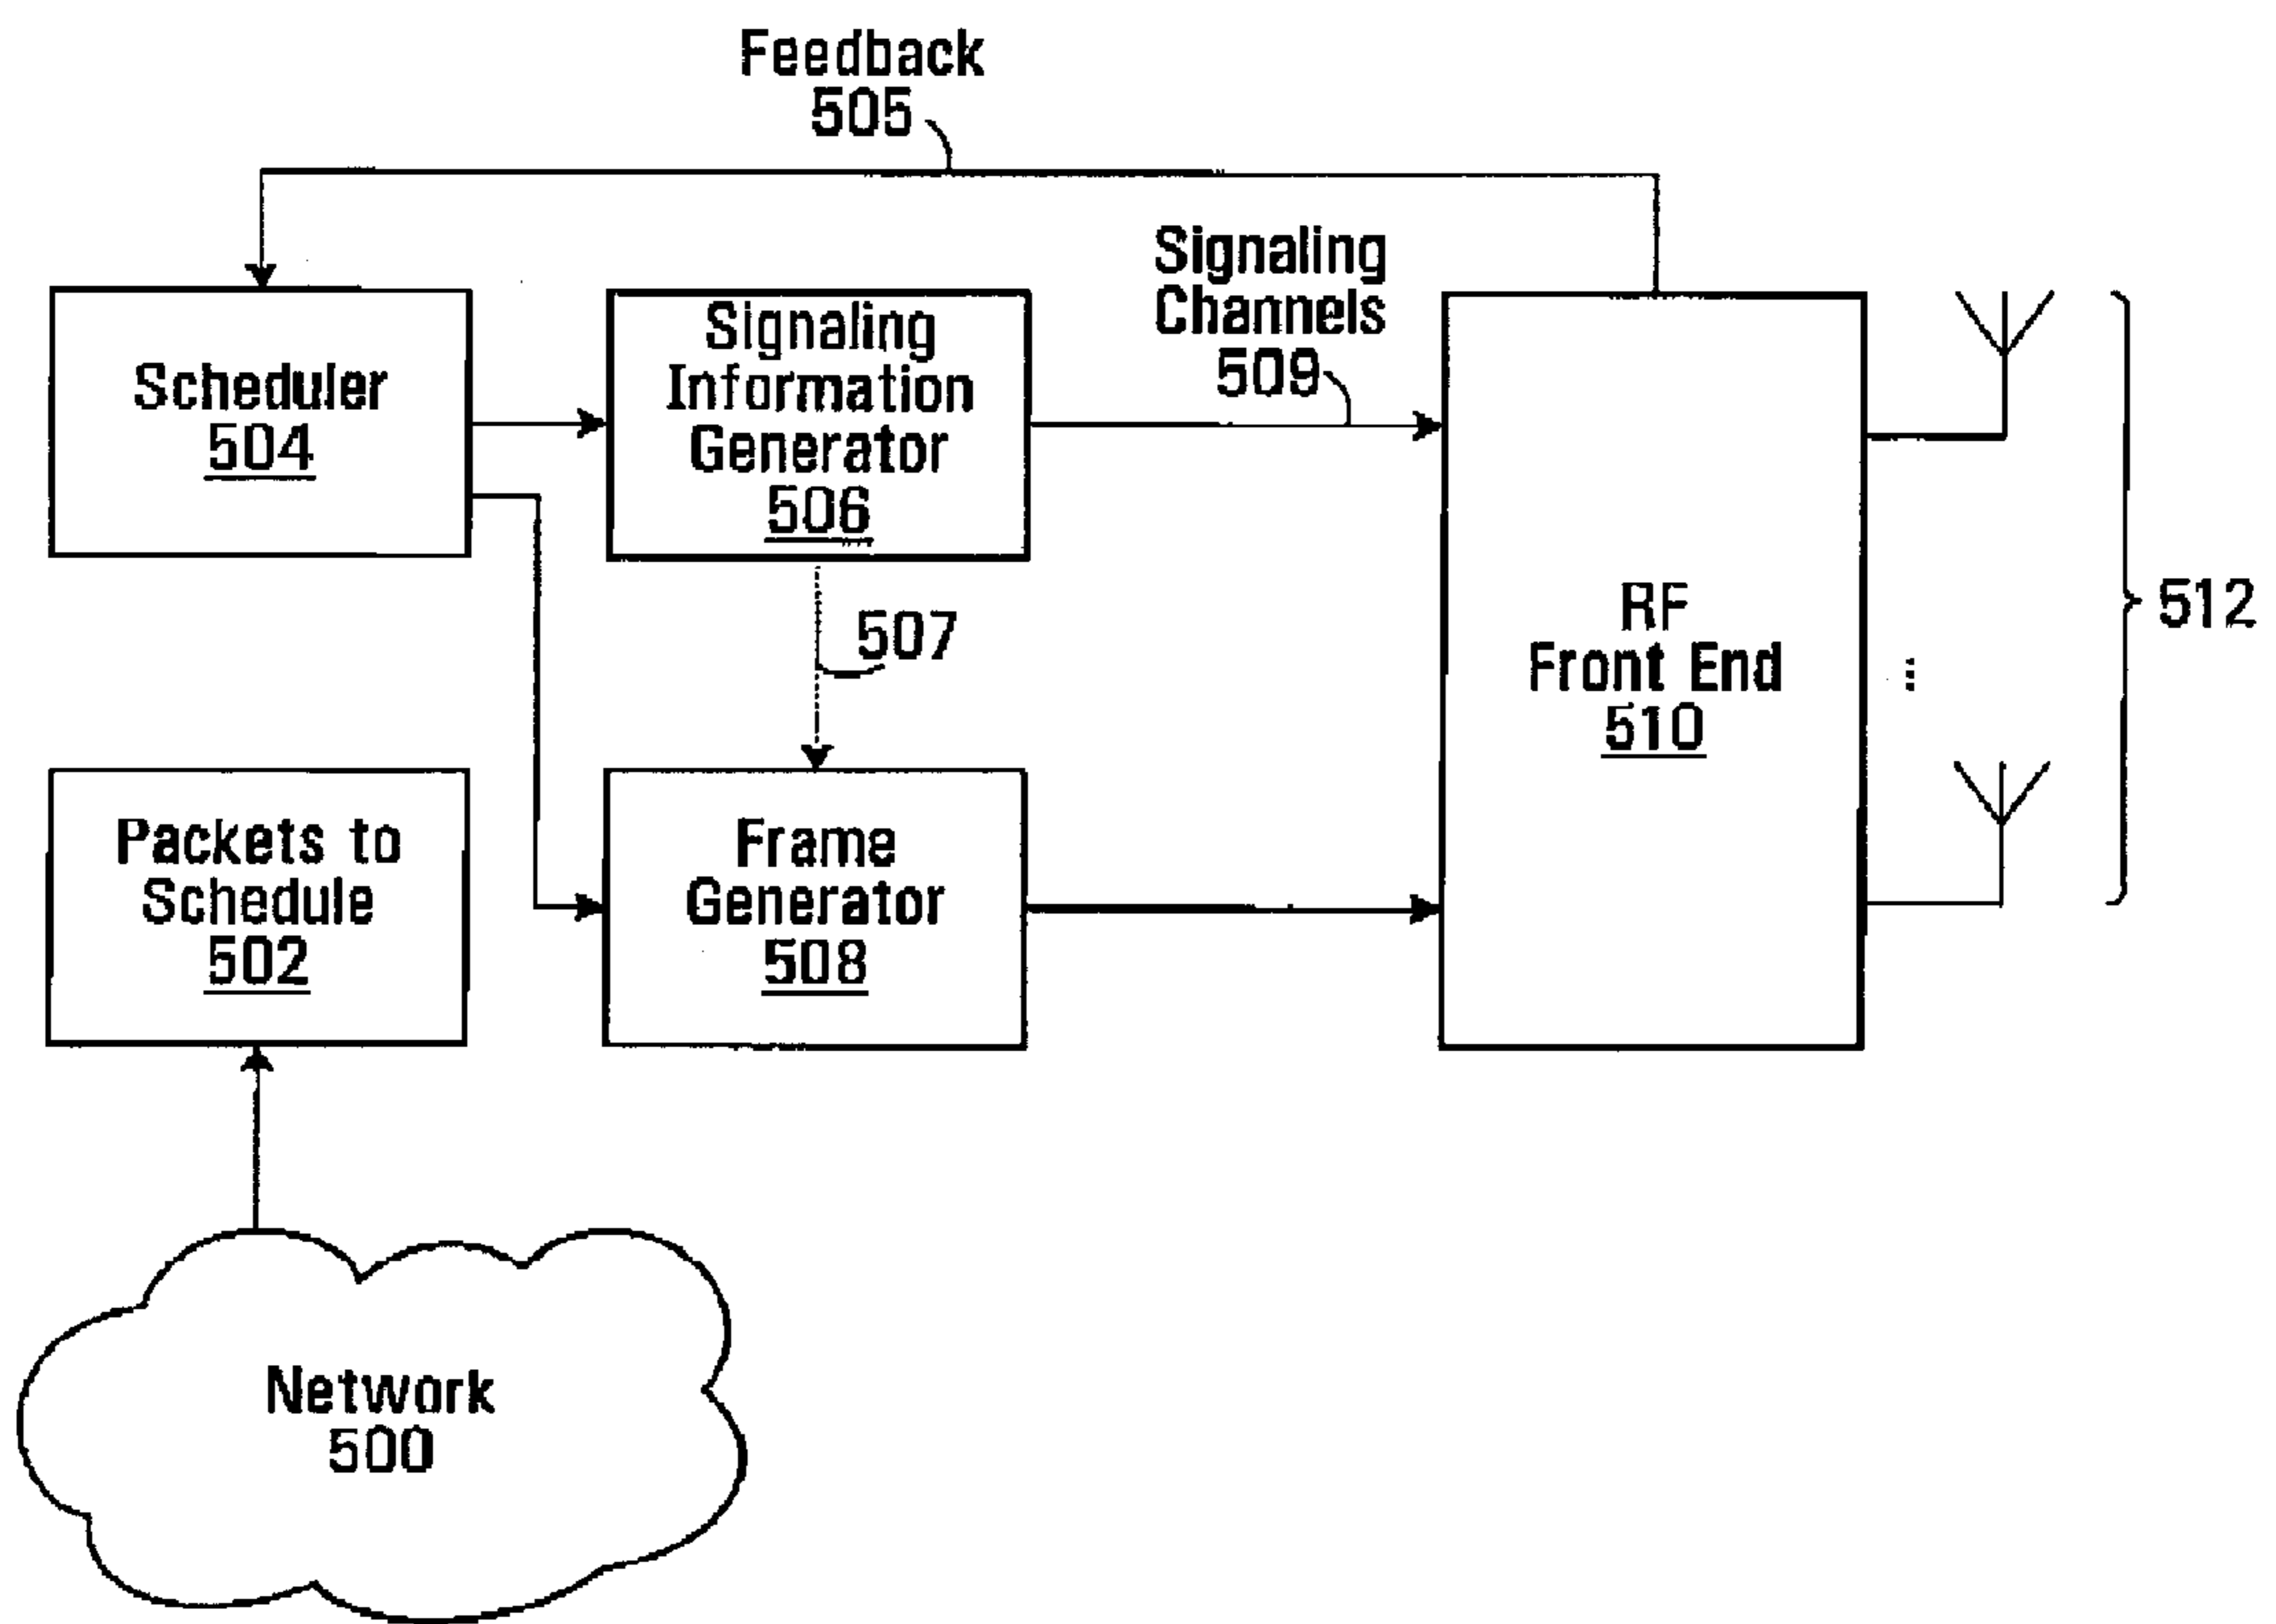 Feedback
505
Signaling
Channels
509
Scheduler
504
Signaling
Information
Generator
506
507
RF
Front End
510
...
512
Packets to
Schedule
502
Frame
Generator
508
Network
500